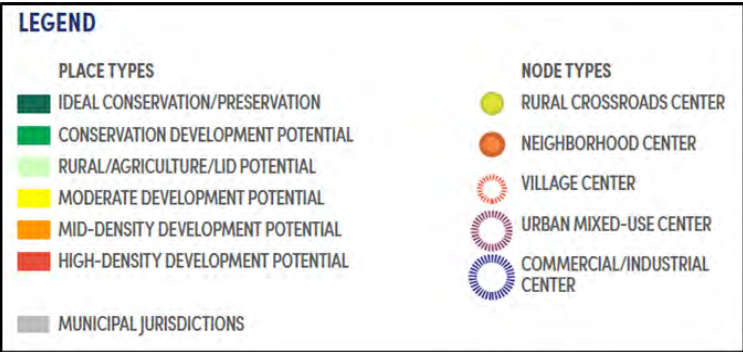 LEGEND
PLACE TYPES
IDEAL CONSERVATION/PRESERVATION
CONSERVATION DEVELOPMENT POTENTIAL
RURAL/AGRICULTURE/LID POTENTIAL
MODERATE DEVELOPMENT POTENTIAL
MID-DENSITY DEVELOPMENT POTENTIAL
HIGH-DENSITY DEVELOPMENT POTENTIAL
MUNICIPAL JURISDICTIONS
NODE TYPES
RURAL CROSSROADS CENTER
NEIGHBORHOOD CENTER
VILLAGE CENTER
URBAN MIXED-USE CENTER
COMMERCIAL/INDUSTRIAL
CENTER